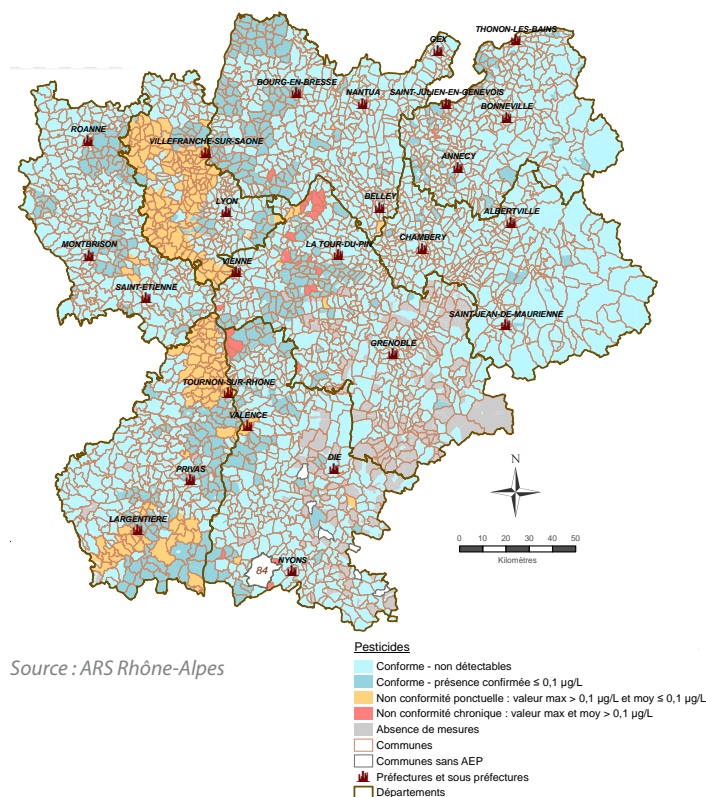 THONON-LES-BAINS
GEX
BOURG-EN-BRESSE
NANTUA
SAINT-JULIEN-EN-GENEVOIS
BONNEVILLE
ROANNE
VILLEFRANCHE-SUR-SAONE
ANNECY
LYON
BELLEY
ALBERTVILLE
MONTBRISON
LA TOUR-DU-PIN
CHAMBERY
VIENNE
SAINT-ETIENNE
SAINT-JEAN-DE-MAURIENNE
GRENOBLE
TOURNON-SUR-RHONE
VALENCE
PRIVAS
DIE
N
LARGENTIERE
0 10 20 30 40 50
Kilomètres
84
NYONS
Source : ARS Rhône-Alpes
Pesticides
Conforme - non détectables
Conforme - présence confirmée ≤ 0,1 µg/L
Non conformité ponctuelle : valeur max > 0,1 µg/L et moy ≤ 0,1 µg/L
Non conformité chronique : valeur max et moy > 0,1 µg/L
Absence de mesures
Communes
Communes sans AEP
Préfectures et sous préfectures
Départements